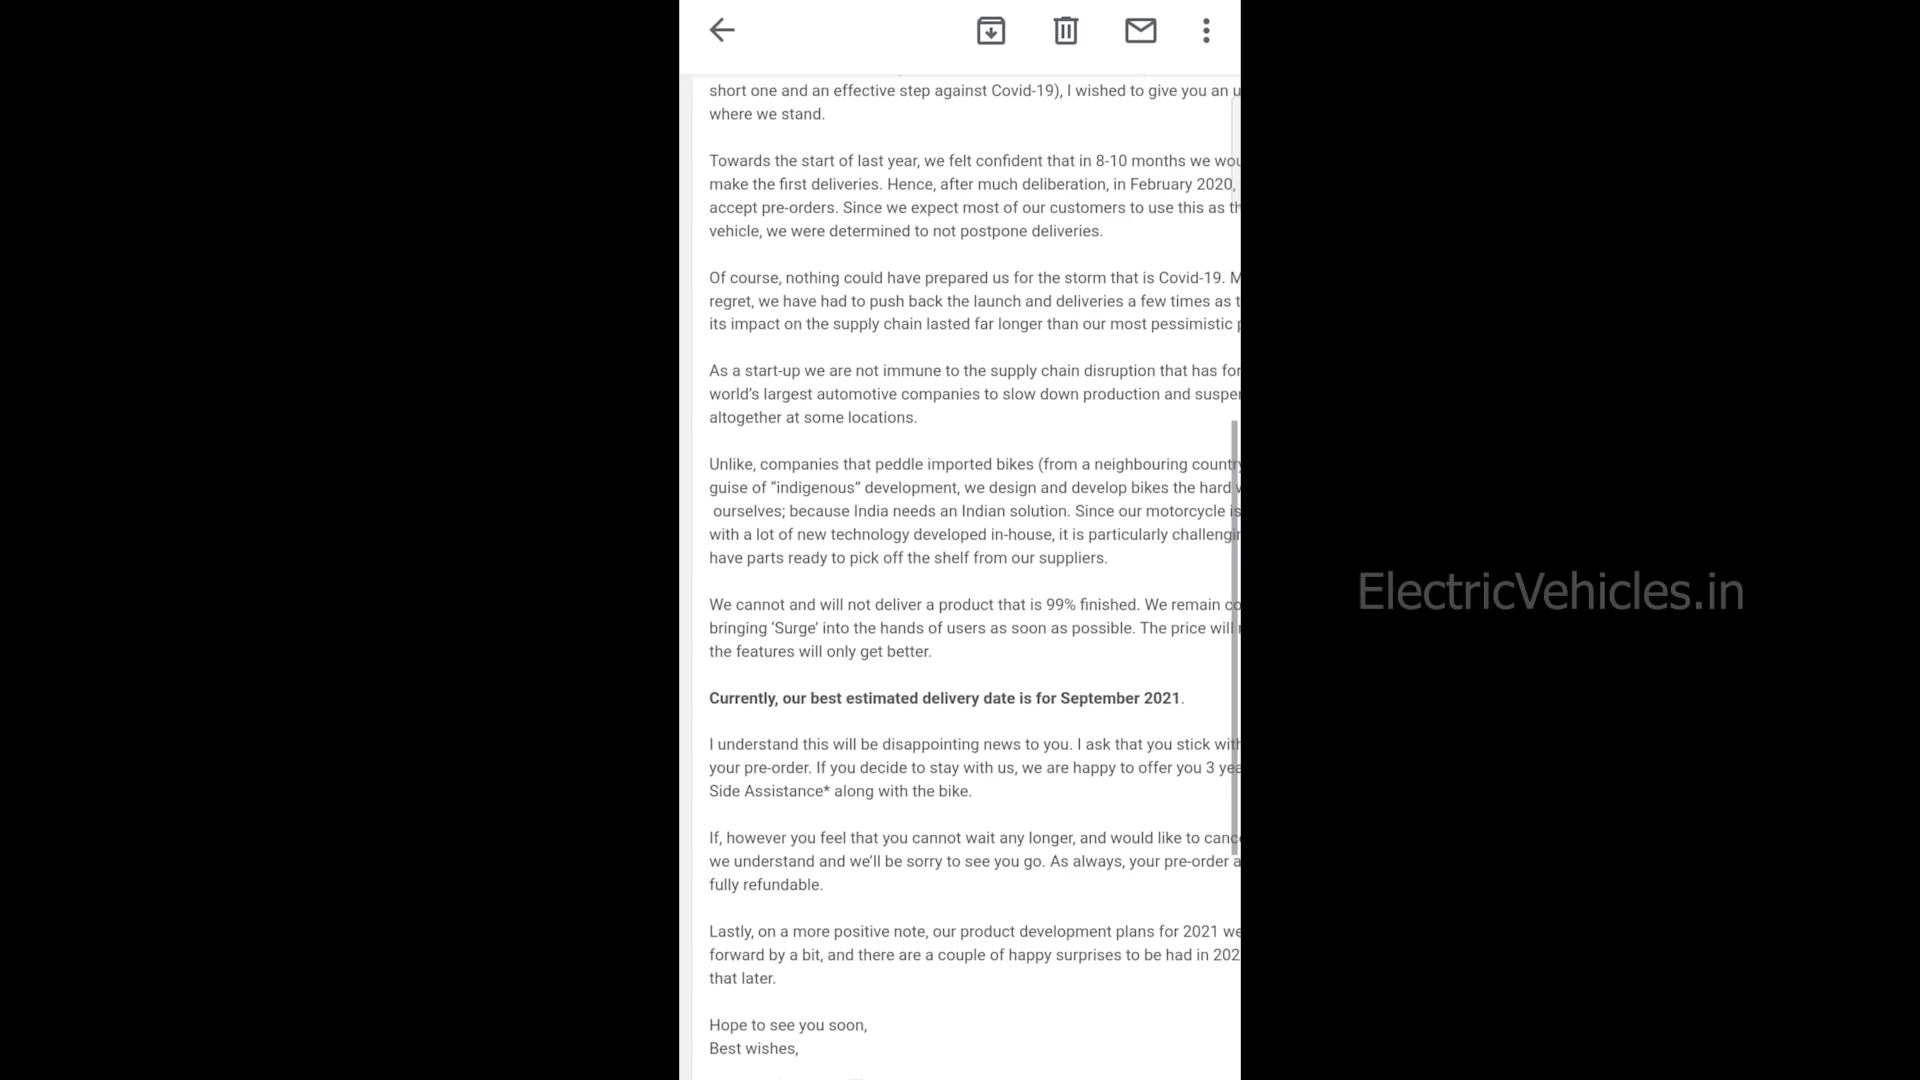 short one and an effective step against Covid-19), I wished to give you an u
where we stand.
Towards the start of last year, we felt confident that in 8-10 months we wou
make the first deliveries. Hence, after much deliberation, in February 2020,
accept pre-orders. Since we expect most of our customers to use this as th
vehicle, we were determined to not postpone deliveries.
Of course, nothing could have prepared us for the storm that is Covid-19. M
regret, we have had to push back the launch and deliveries a few times as t
its impact on the supply chain lasted far longer than our most pessimistic p
As a start-up we are not immune to the supply chain disruption that has for
world’s largest automotive companies to slow down production and suspen
altogether at some locations.
Unlike, companies that peddle imported bikes (from a neighbouring country
guise of “indigenous” development, we design and develop bikes the hard w
ourselves; because India needs an Indian solution. Since our motorcycle is
with a lot of new technology developed in-house, it is particularly challengin
have parts ready to pick off the shelf from our suppliers.
We cannot and will not deliver a product that is 99% finished. We remain co
bringing ‘Surge’ into the hands of users as soon as possible. The price will
the features will only get better.
Currently, our best estimated delivery date is for September 2021.
I understand this will be disappointing news to you. I ask that you stick with
your pre-order. If you decide to stay with us, we are happy to offer you 3 yea
Side Assistance* along with the bike.
If, however you feel that you cannot wait any longer, and would like to cance
we understand and we’ll be sorry to see you go. As always, your pre-order a
fully refundable.
Lastly, on a more positive note, our product development plans for 2021 we
forward by a bit, and there are a couple of happy surprises to be had in 202
that later.
Hope to see you soon,
Best wishes,
ElectricVehicles.in